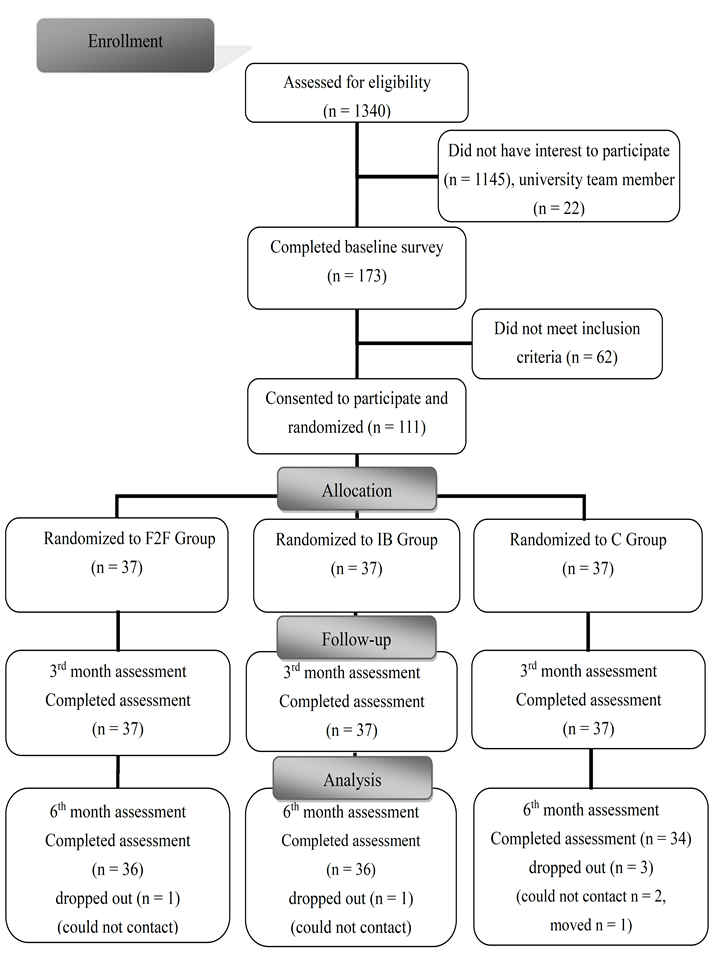 Enrollment
Assessed for eligibility
(n = 1340)
Did not have interest to participate
(n = 1145), university team member
(n = 22)
Completed baseline survey
(n = 173)
Did not meet inclusion
criteria (n = 62)
Consented to participate and
randomized (n = 111)
Allocation
Randomized to F2F Group
(n = 37)
Randomized to IB Group
(n = 37)
Randomized to C Group
(n = 37)
Follow-up
3rd month assessment
Completed assessment
(n = 37)
3rd month assessment
Completed assessment
(n = 37)
3rd month assessment
Completed assessment
(n = 37)
Analysis
6th month assessment
Completed assessment
(n = 36)
dropped out (n = 1)
(could not contact)
6th month assessment
Completed assessment
(n = 36)
dropped out (n = 1)
(could not contact)
6th month assessment
Completed assessment (n = 34)
dropped out (n = 3)
(could not contact n = 2,
moved n = 1)